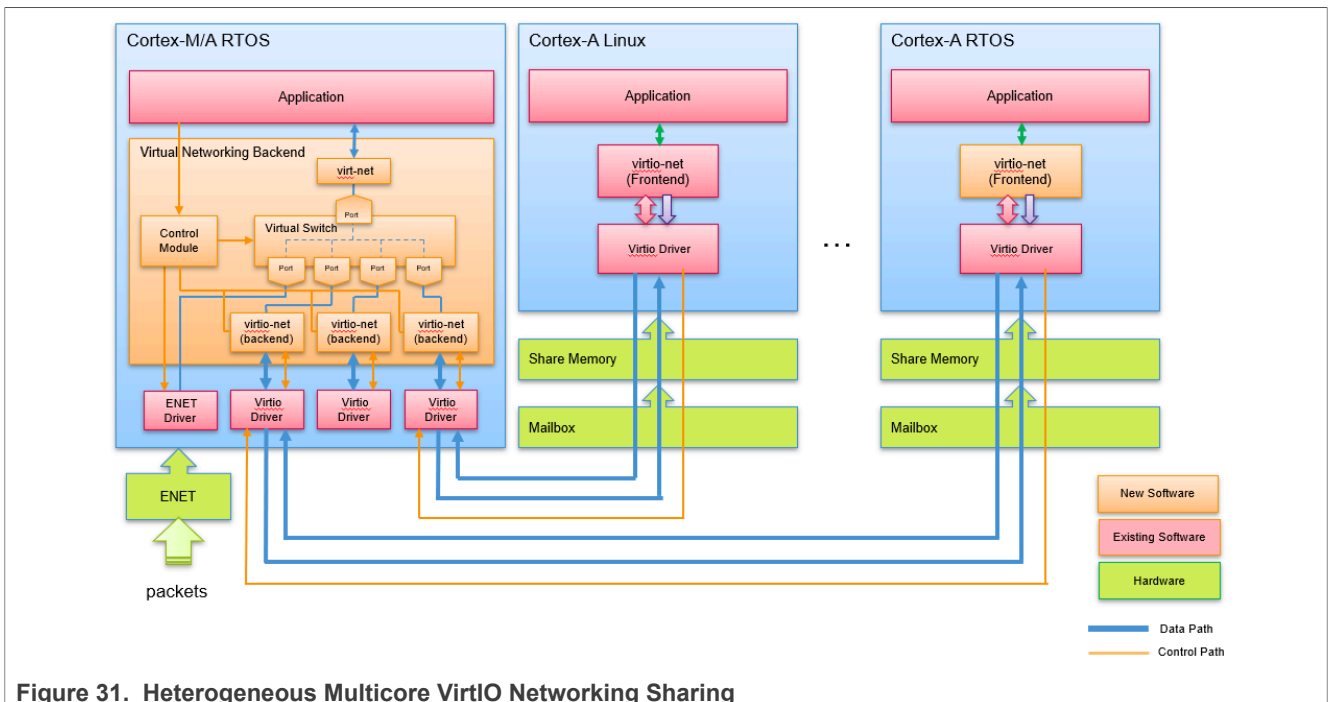 Cortex-M/A RTOS
Application
Virtual Networking Backend
virt-net
Port
Control
Module
Virtual Switch
Port
Port
Port
Port
virtio-net
(backend)
virtio-net
(backend)
virtio-net
(backend)
ENET
Driver
Virtio
Driver
Virtio
Driver
Virtio
Driver
ENET
packets
Cortex-A Linux
Application
virtio-net
(Frontend)
Virtio Driver
Share Memory
Mailbox
...
Cortex-A RTOS
Application
virtio-net
(Frontend)
Virtio Driver
Share Memory
Mailbox
New Software
Existing Software
Hardware
Data Path
Control Path
Figure 31. Heterogeneous Multicore VirtIO Networking Sharing